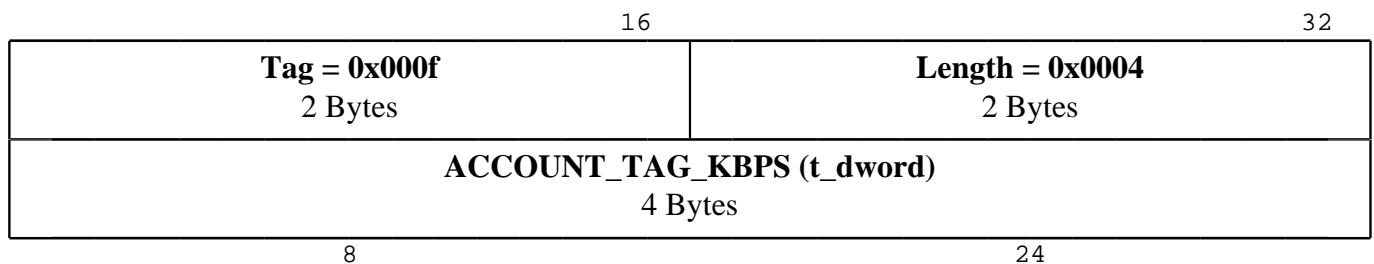 16 32
Tag = 0x000f Length = 0x0004
2 Bytes 2 Bytes
ACCOUNT_TAG_KBPS (t_dword)
4 Bytes
8 24